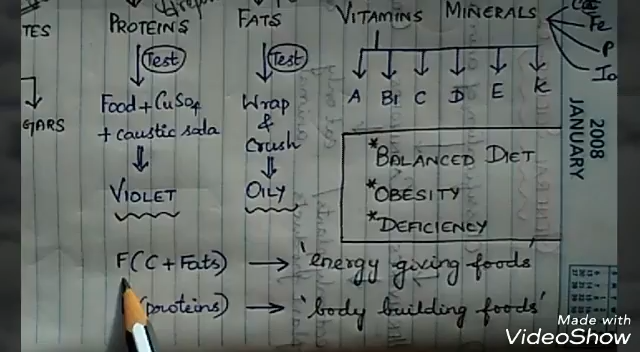 PROTEINS FATS VITAMINS MINERALS
Fe
P
Io
Test Test
TES
GARS
Food + CuSo4 + caustic soda
Wrap & Crush
A B1 C D E K
VIOLET OILY
*BALANCED DIET
*OBESITY
*DEFICIENCY
F(C + Fats) → 'energy giving foods'
(proteins) → 'body building foods'
2008
JANUARY
Made with
VideoShow